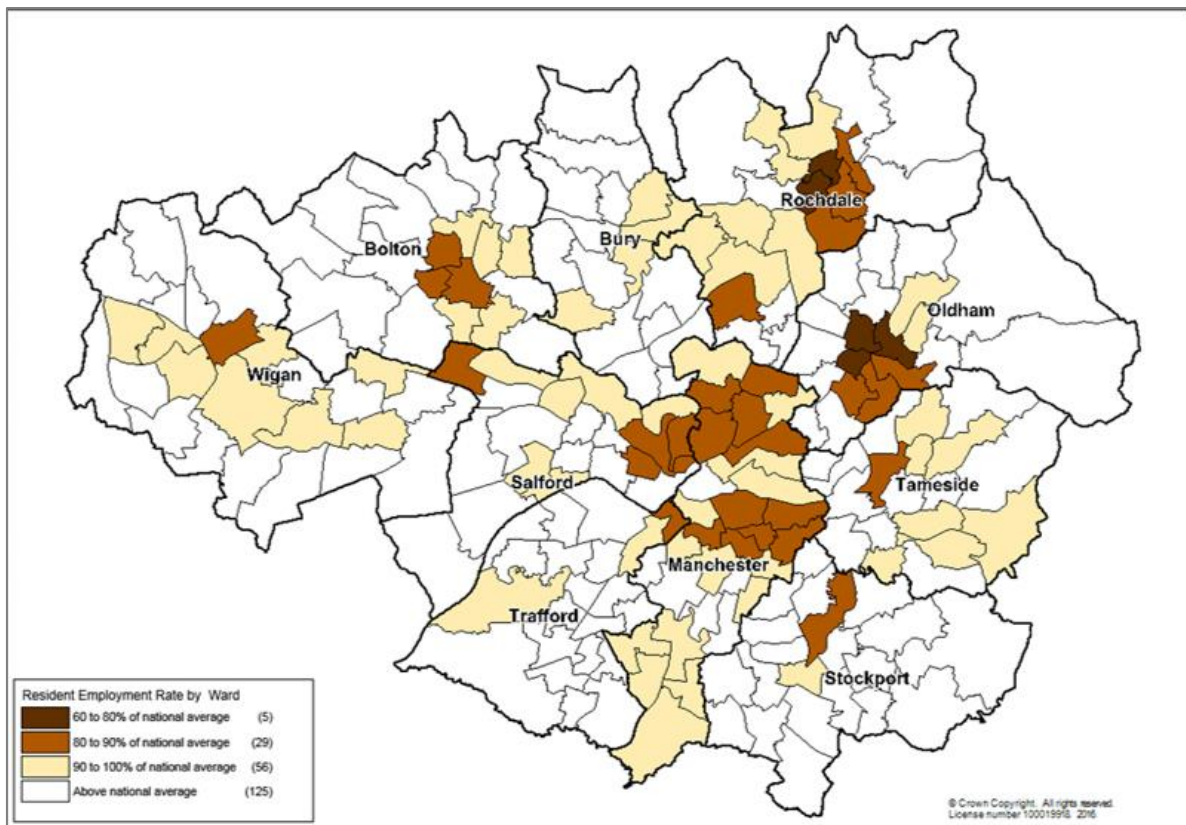 Rochdale
Bury
Bolton
Oldham
Wigan
Salford
Tameside
Manchester
Trafford
Stockport
Resident Employment Rate by Ward
60 to 80% of national average (5)
80 to 90% of national average (29)
90 to 100% of national average (56)
Above national average (125)
© Crown Copyright. All rights reserved.
License number 100019918. 2016